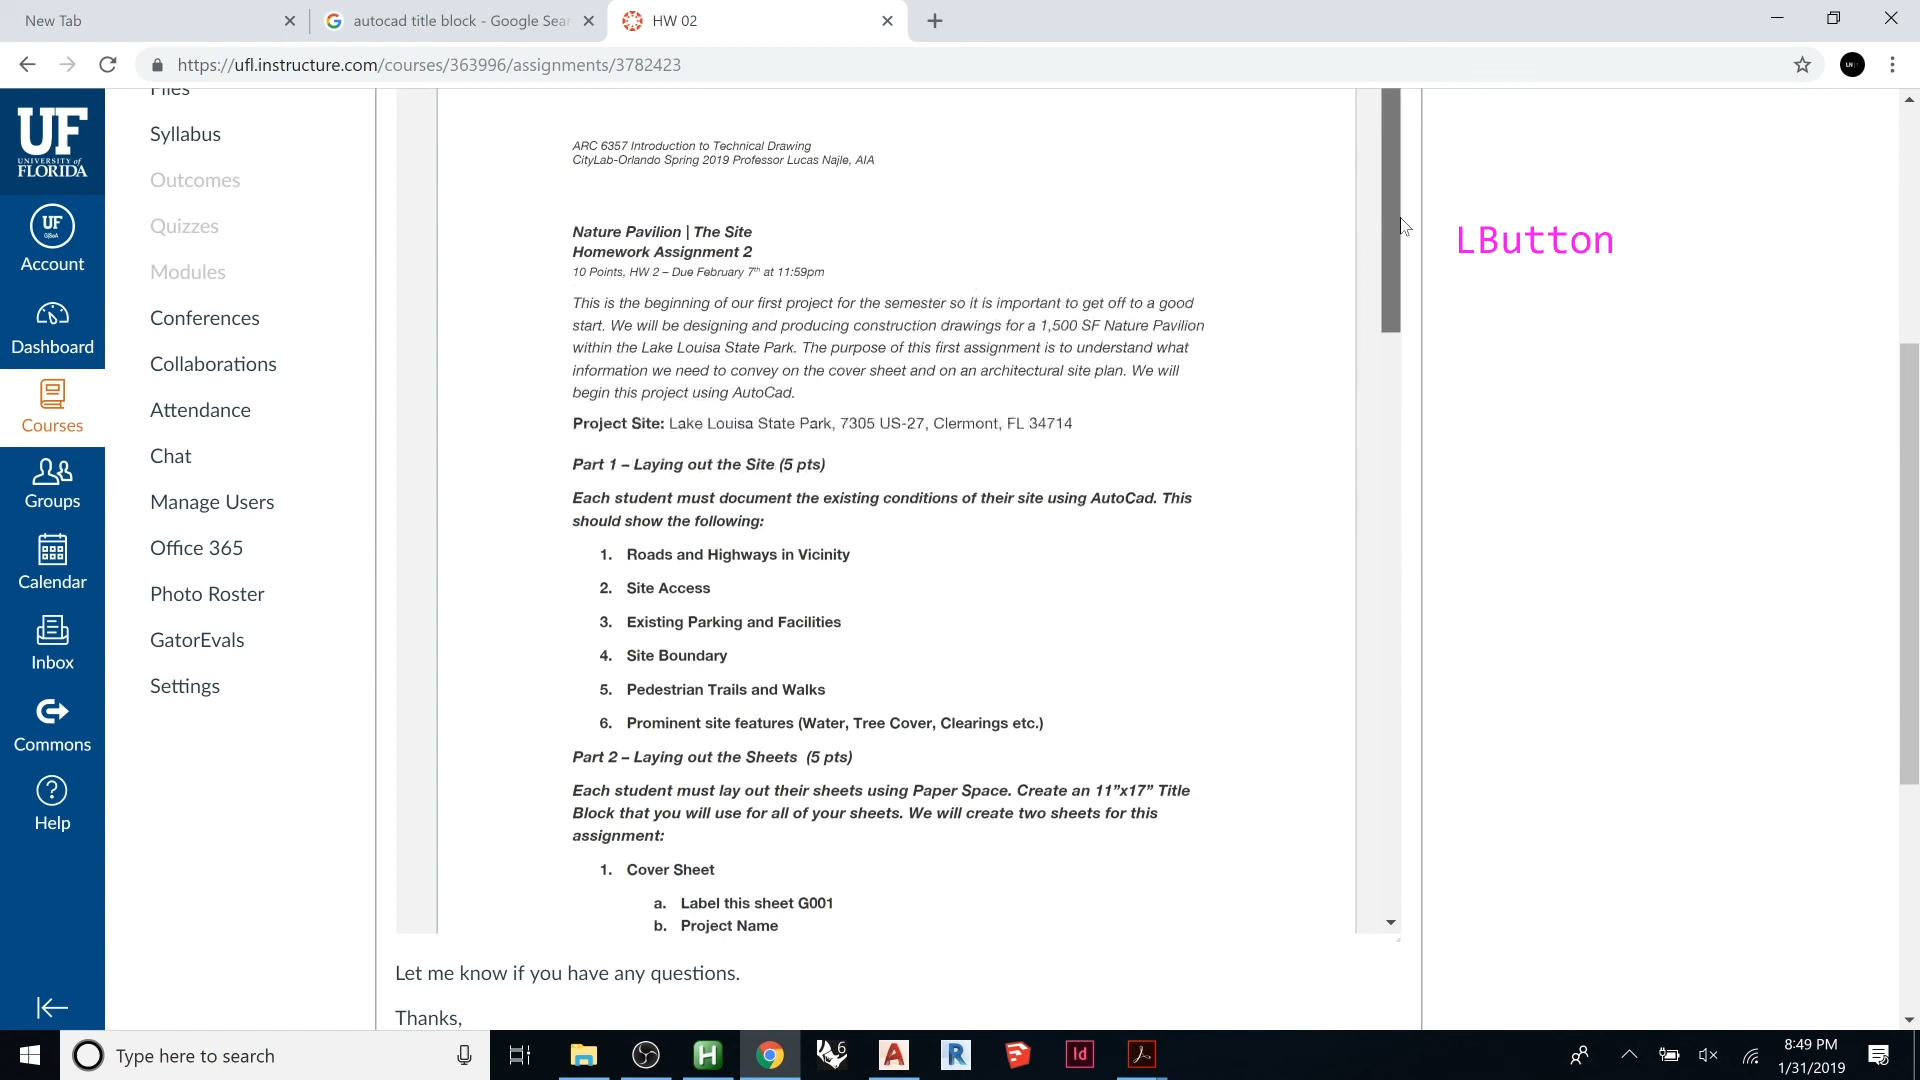 New Tab
autocad title block - Google Sear
HW 02
https://ufl.instructure.com/courses/363996/assignments/3782423
UF
UNIVERSITY of
FLORIDA
UF
Account
Dashboard
Courses
Groups
Calendar
Inbox
Commons
Help
Files
Syllabus
Outcomes
Quizzes
Modules
Conferences
Collaborations
Attendance
Chat
Manage Users
Office 365
Photo Roster
GatorEvals
Settings
ARC 6357 Introduction to Technical Drawing
CityLab-Orlando Spring 2019 Professor Lucas Najle, AIA
Nature Pavilion | The Site
Homework Assignment 2
10 Points, HW 2 – Due February 7th at 11:59pm
This is the beginning of our first project for the semester so it is important to get off to a good
start. We will be designing and producing construction drawings for a 1,500 SF Nature Pavilion
within the Lake Louisa State Park. The purpose of this first assignment is to understand what
information we need to convey on the cover sheet and on an architectural site plan. We will
begin this project using AutoCad.
Project Site: Lake Louisa State Park, 7305 US-27, Clermont, FL 34714
Part 1 – Laying out the Site (5 pts)
Each student must document the existing conditions of their site using AutoCad. This
should show the following:
1. Roads and Highways in Vicinity
2. Site Access
3. Existing Parking and Facilities
4. Site Boundary
5. Pedestrian Trails and Walks
6. Prominent site features (Water, Tree Cover, Clearings etc.)
Part 2 – Laying out the Sheets (5 pts)
Each student must lay out their sheets using Paper Space. Create an 11”x17” Title
Block that you will use for all of your sheets. We will create two sheets for this
assignment:
1. Cover Sheet
a. Label this sheet G001
b. Project Name
Let me know if you have any questions.
Thanks,
LButton
Type here to search
8:49 PM
1/31/2019